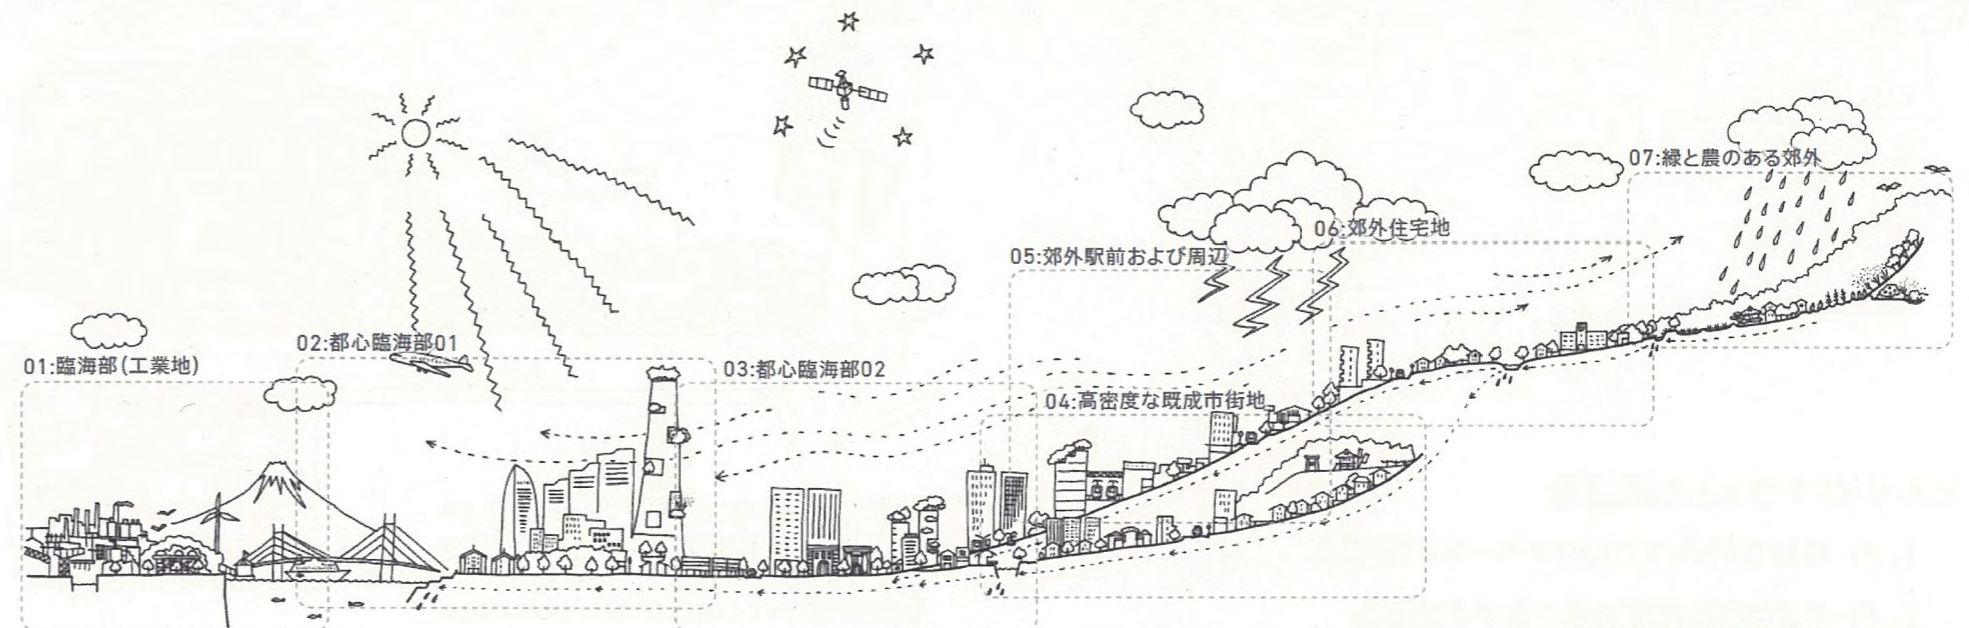 01:臨海部(工業地)
02:都心臨海部01
03:都心臨海部02
04:高密度な既成市街地
05:郊外駅前および周辺
06:郊外住宅地
07:緑と農のある郊外